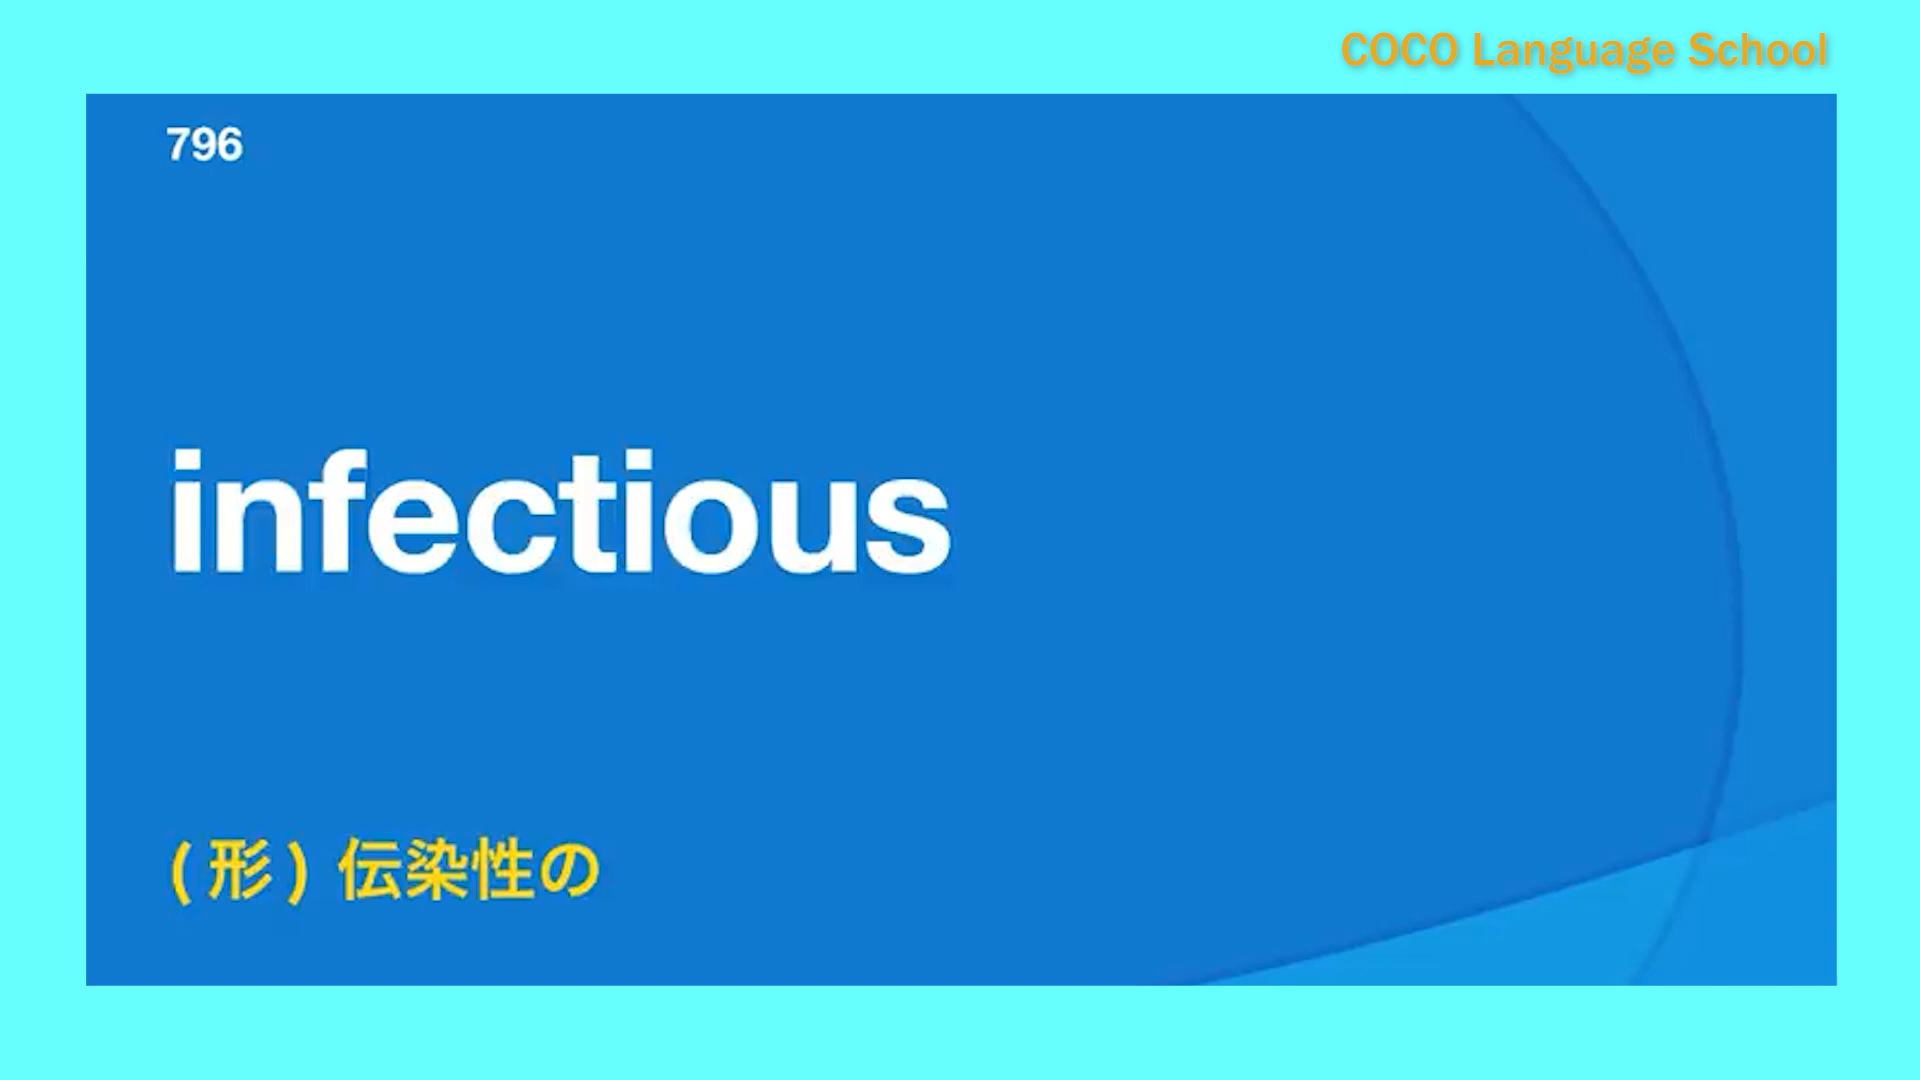 COCO Language School
796
infectious
(形) 伝染性の